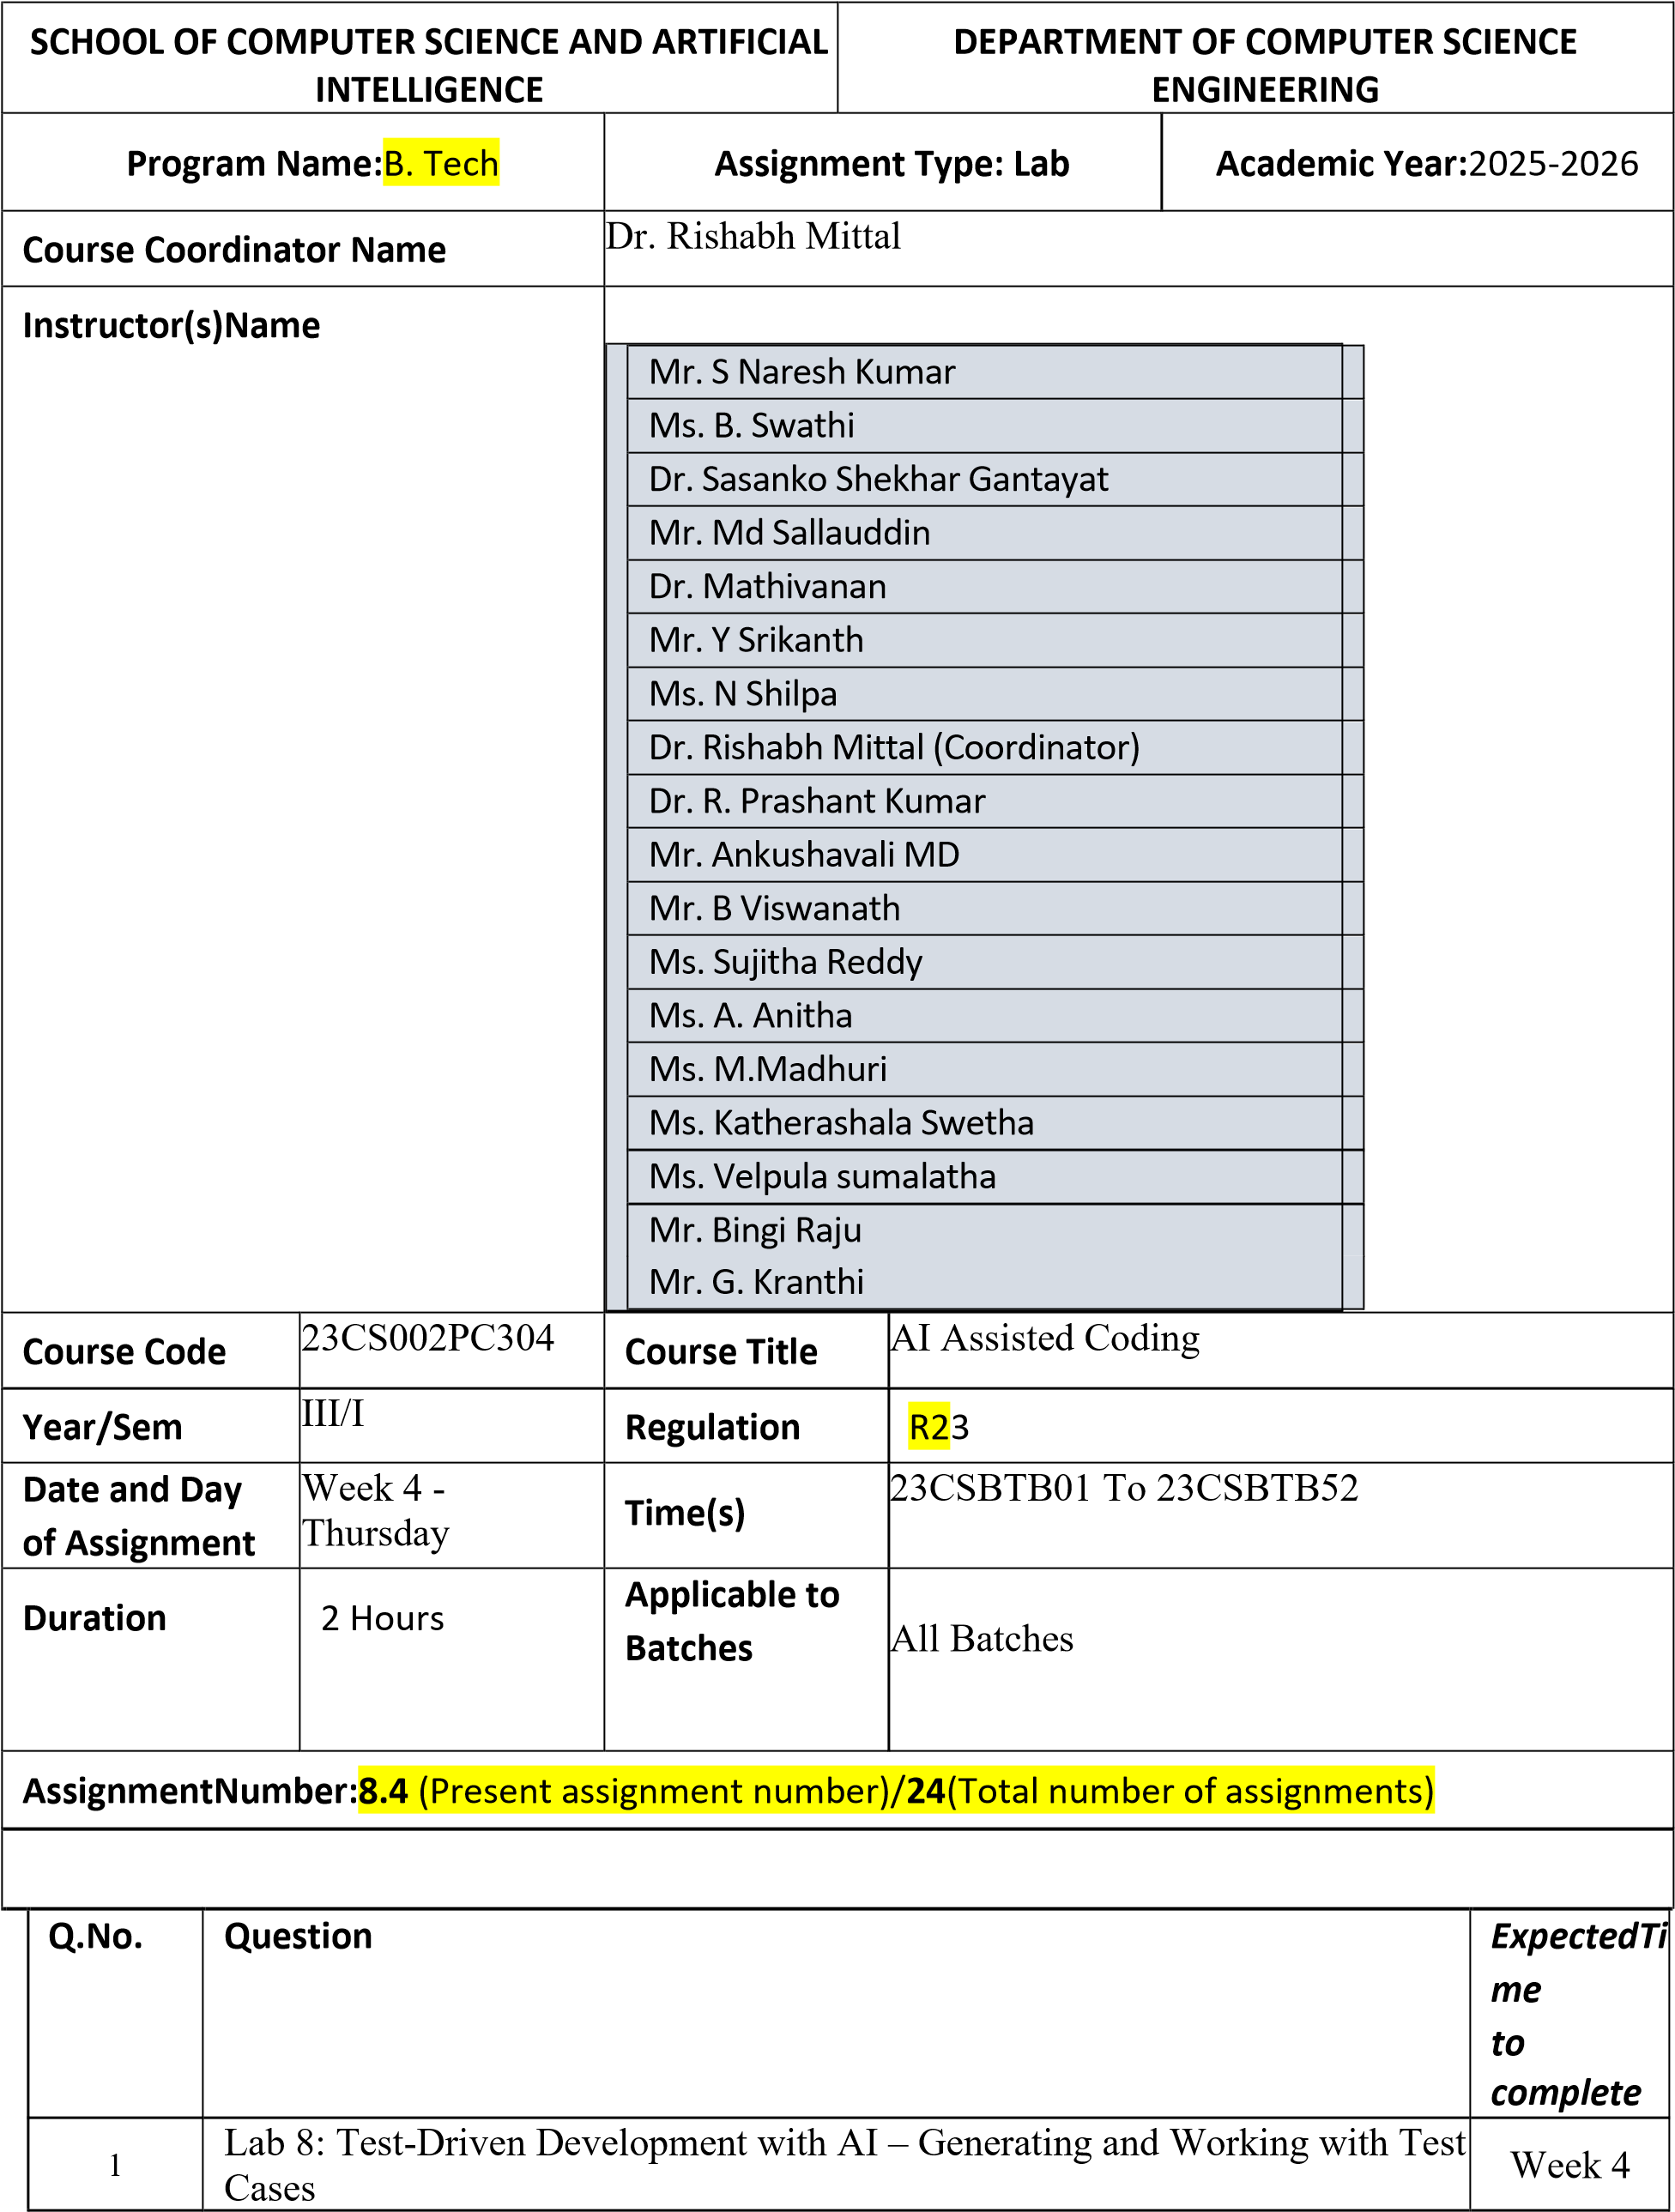 SCHOOL OF COMPUTER SCIENCE AND ARTIFICIAL
INTELLIGENCE
DEPARTMENT OF COMPUTER SCIENCE
ENGINEERING
Program Name:B. Tech
Assignment Type: Lab
Academic Year:2025-2026
Course Coordinator Name
Dr. Rishabh Mittal
Instructor(s)Name
Mr. S Naresh Kumar
Ms. B. Swathi
Dr. Sasanko Shekhar Gantayat
Mr. Md Sallauddin
Dr. Mathivanan
Mr. Y Srikanth
Ms. N Shilpa
Dr. Rishabh Mittal (Coordinator)
Dr. R. Prashant Kumar
Mr. Ankushavali MD
Mr. B Viswanath
Ms. Sujitha Reddy
Ms. A. Anitha
Ms. M.Madhuri
Ms. Katherashala Swetha
Ms. Velpula sumalatha
Mr. Bingi Raju
Mr. G. Kranthi
Course Code
23CS002PC304
Course Title
AI Assisted Coding
Year/Sem
III/I
Regulation
R23
Date and Day
of Assignment
Week 4 -
Thursday
Time(s)
23CSBTB01 To 23CSBTB52
Duration
2 Hours
Applicable to
Batches
All Batches
AssignmentNumber:8.4 (Present assignment number)/24(Total number of assignments)
Q.No.
Question
ExpectedTi
me
to
complete
1
Lab 8: Test-Driven Development with AI – Generating and Working with Test
Cases
Week 4